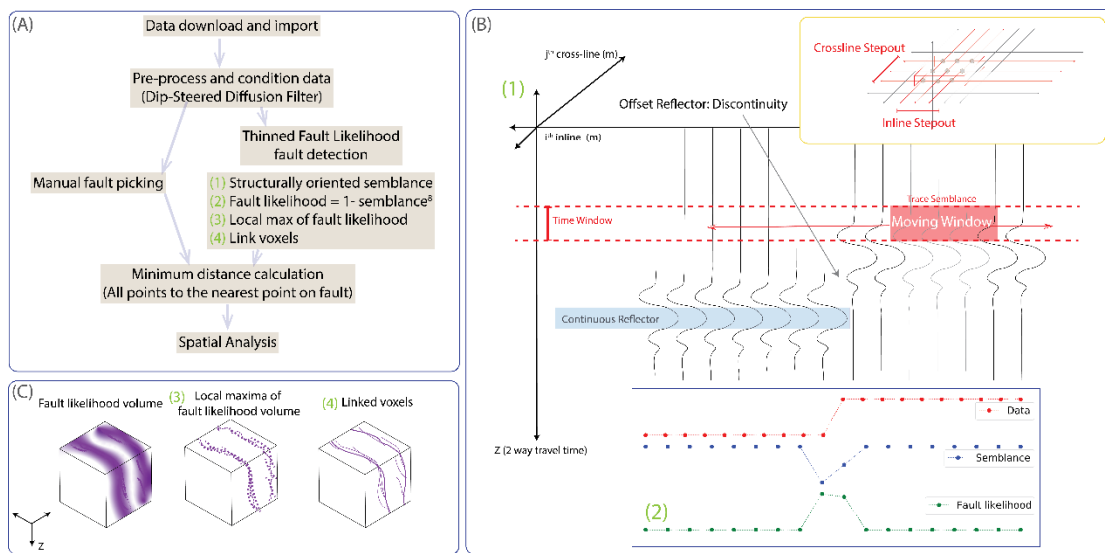 (A)
Data download and import
Pre-process and condition data
(Dip-Steered Diffusion Filter)
Thinned Fault Likelihood
fault detection
Manual fault picking
(1) Structurally oriented semblance
(2) Fault likelihood = 1- semblance⁸
(3) Local max of fault likelihood
(4) Link voxels
Minimum distance calculation
(All points to the nearest point on fault)
Spatial Analysis
(B)
(1)
jᵗʰ cross-line (m)
iᵗʰ inline (m)
Offset Reflector: Discontinuity
Crossline Stepout
Inline Stepout
Time Window
Trace Semblance
Moving Window
Continuous Reflector
Z (2 way travel time)
Data
Semblance
Fault likelihood
(2)
(C)
Fault likelihood volume
(3)
Local maxima of
fault likelihood volume
(4) Linked voxels
Z